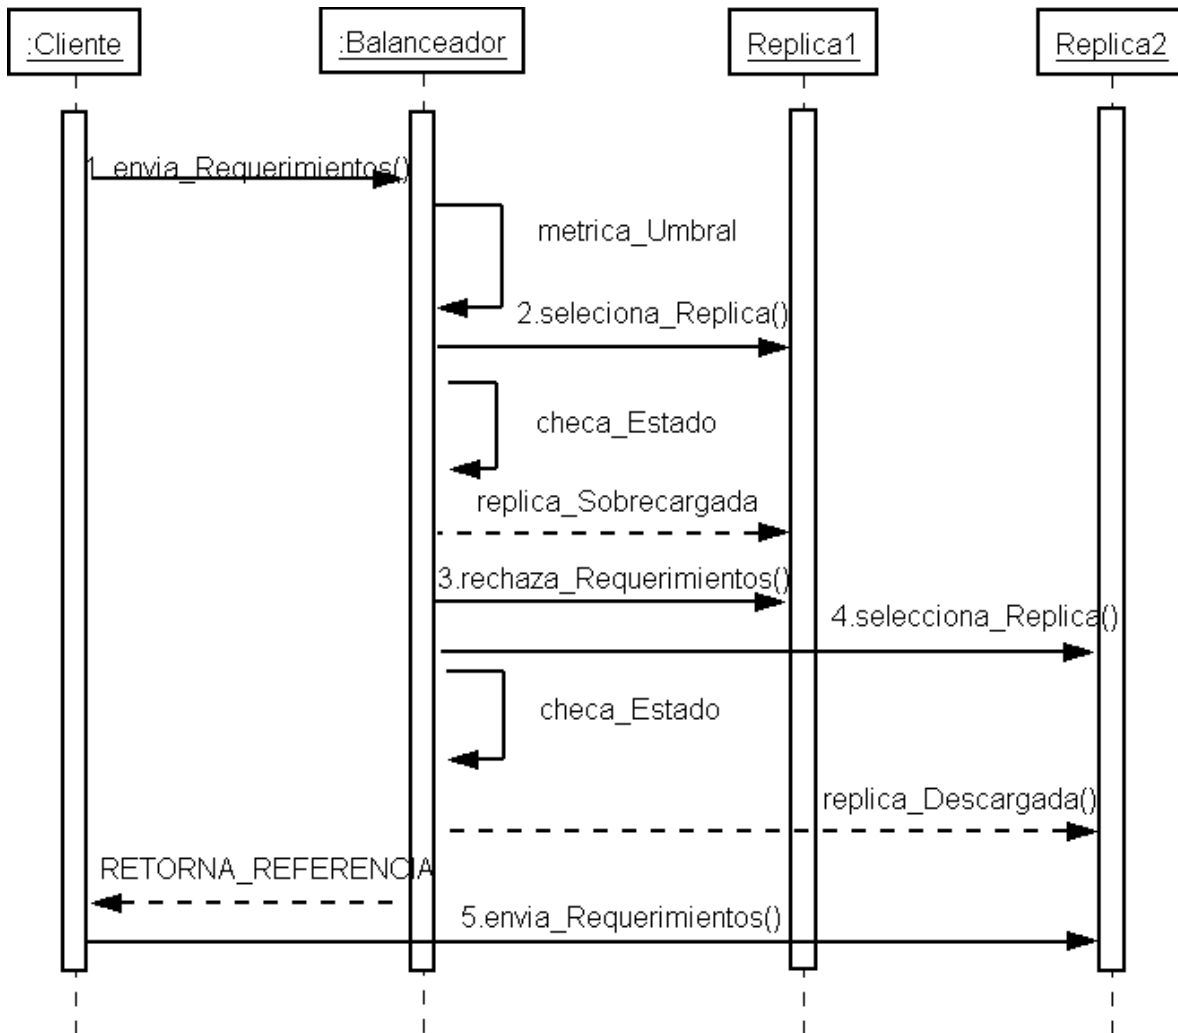 :Cliente
:Balanceador
Replica1
Replica2
1.envia_Requerimientos()
metrica_Umbral
2.seleciona_Replica()
checa_Estado
replica_Sobrecargada
3.rechaza_Requerimientos()
4.selecciona_Replica()
checa_Estado
replica_Descargada()
RETORNA_REFERENCIA
5.envia_Requerimientos()